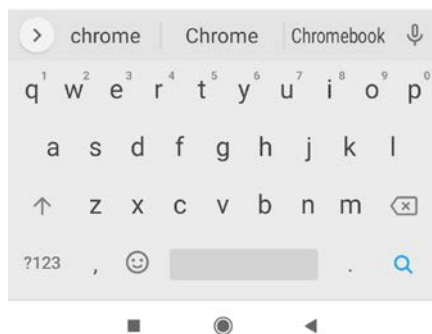 chrome Chrome Chromebook
q1 w2 e3 r4 t5 y6 u7 i8 o9 p0
a s d f g h j k l
z x c v b n m
?123 , .